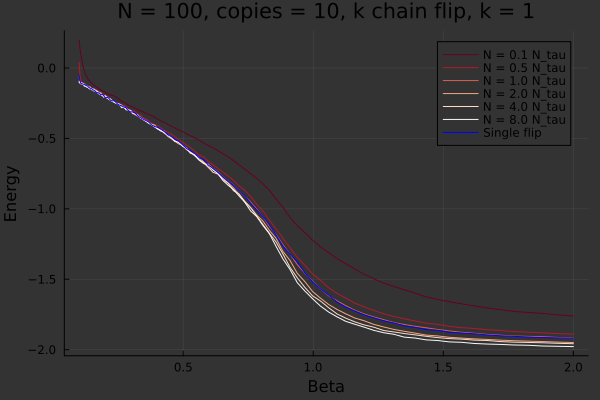 N = 100, copies = 10, k chain flip, k = 1
N = 0.1 N_tau
N = 0.5 N_tau
N = 1.0 N_tau
N = 2.0 N_tau
N = 4.0 N_tau
N = 8.0 N_tau
Single flip
Energy
0.0
−0.5
−1.0
−1.5
−2.0
0.5 1.0 1.5 2.0
Beta